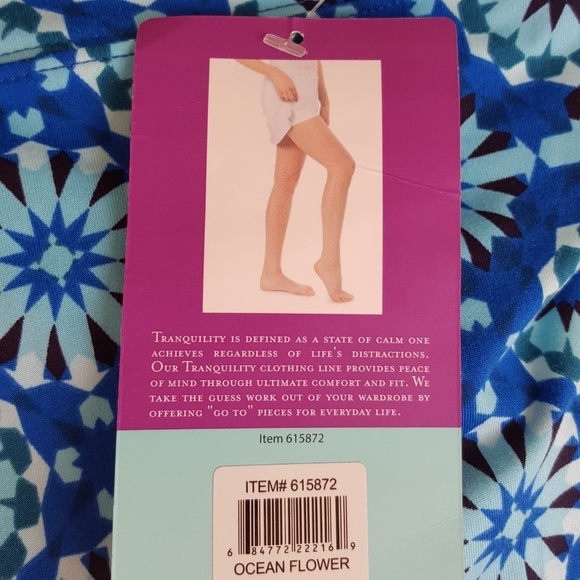 TRANQUILITY IS DEFINED AS A STATE OF CALM ONE
ACHIEVES REGARDLESS OF LIFE'S DISTRACTIONS.
OUR TRANQUILITY CLOTHING LINE PROVIDES PEACE
OF MIND THROUGH ULTIMATE COMFORT AND FIT. WE
TAKE THE GUESS WORK OUT OF YOUR WARDROBE BY
OFFERING "GO TO" PIECES FOR EVERYDAY LIFE.
Item 615872
ITEM# 615872
6 84772 22216 9
OCEAN FLOWER